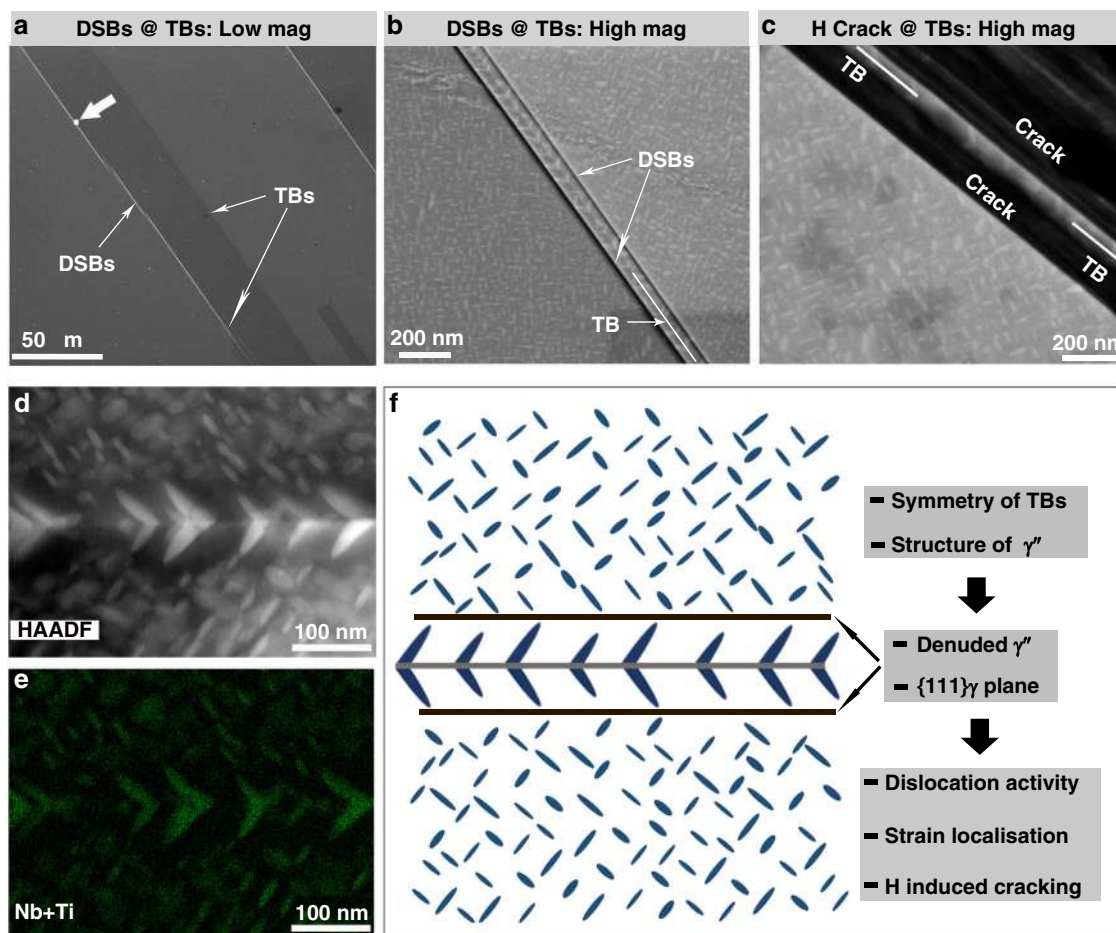 a
DSBs @ TBs: Low mag
TBs
DSBs
50 m
b
DSBs @ TBs: High mag
DSBs
TB
200 nm
c
H Crack @ TBs: High mag
TB
Crack
Crack
TB
200 nm
d
HAADF
100 nm
e
Nb+Ti
100 nm
f
– Symmetry of TBs
– Structure of γ″
– Denuded γ″
– {111}γ plane
– Dislocation activity
– Strain localisation
– H induced cracking